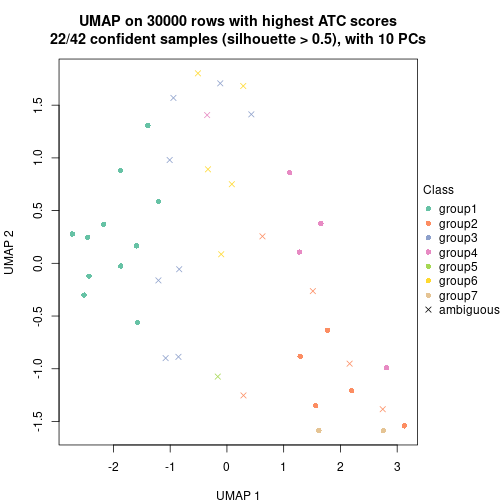 UMAP on 30000 rows with highest ATC scores
22/42 confident samples (silhouette > 0.5), with 10 PCs
UMAP 2
1.5
1.0
0.5
0.0
-0.5
-1.0
-1.5
-2
-1
0
1
2
3
UMAP 1
Class
group1
group2
group3
group4
group5
group6
group7
ambiguous